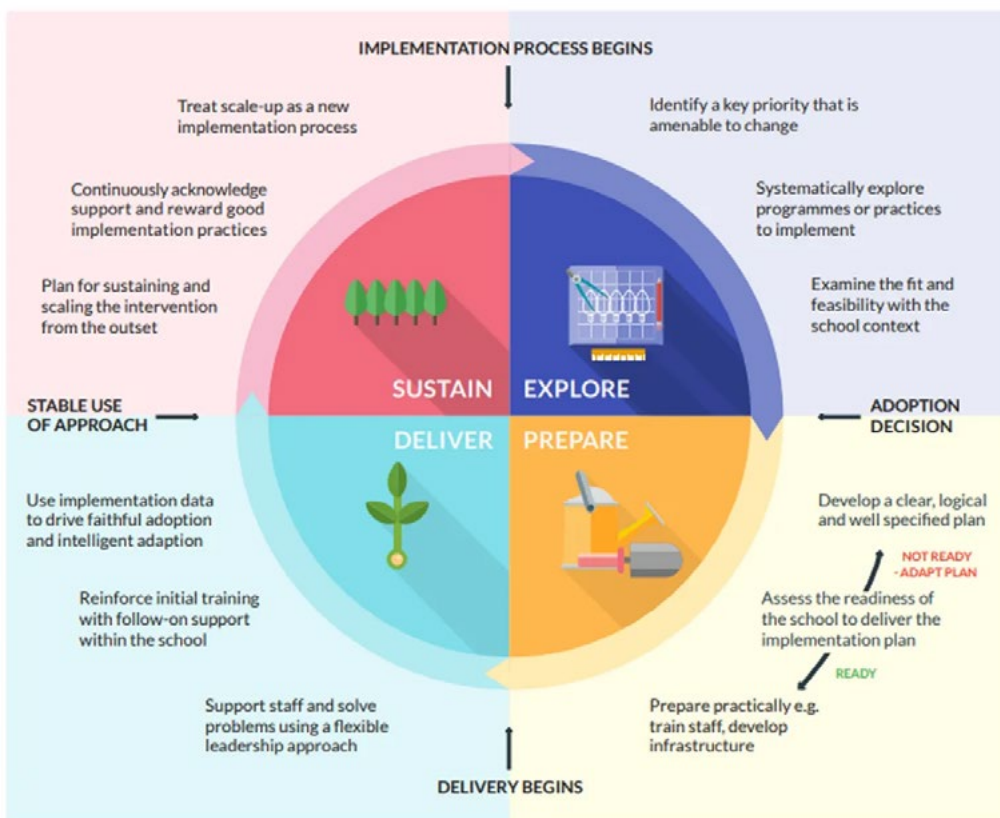 IMPLEMENTATION PROCESS BEGINS
Identify a key priority that is
amenable to change
Systematically explore
programmes or practices
to implement
Examine the fit and
feasibility with the
school context
EXPLORE
ADOPTION
DECISION
PREPARE
Develop a clear, logical
and well specified plan
NOT READY
- ADAPT PLAN
Assess the readiness of
the school to deliver the
implementation plan
READY
Prepare practically e.g.
train staff, develop
infrastructure
DELIVERY BEGINS
DELIVER
Support staff and solve
problems using a flexible
leadership approach
Reinforce initial training
with follow-on support
within the school
Use implementation data
to drive faithful adoption
and intelligent adaption
STABLE USE
OF APPROACH
SUSTAIN
Plan for sustaining and
scaling the intervention
from the outset
Continuously acknowledge
support and reward good
implementation practices
Treat scale-up as a new
implementation process